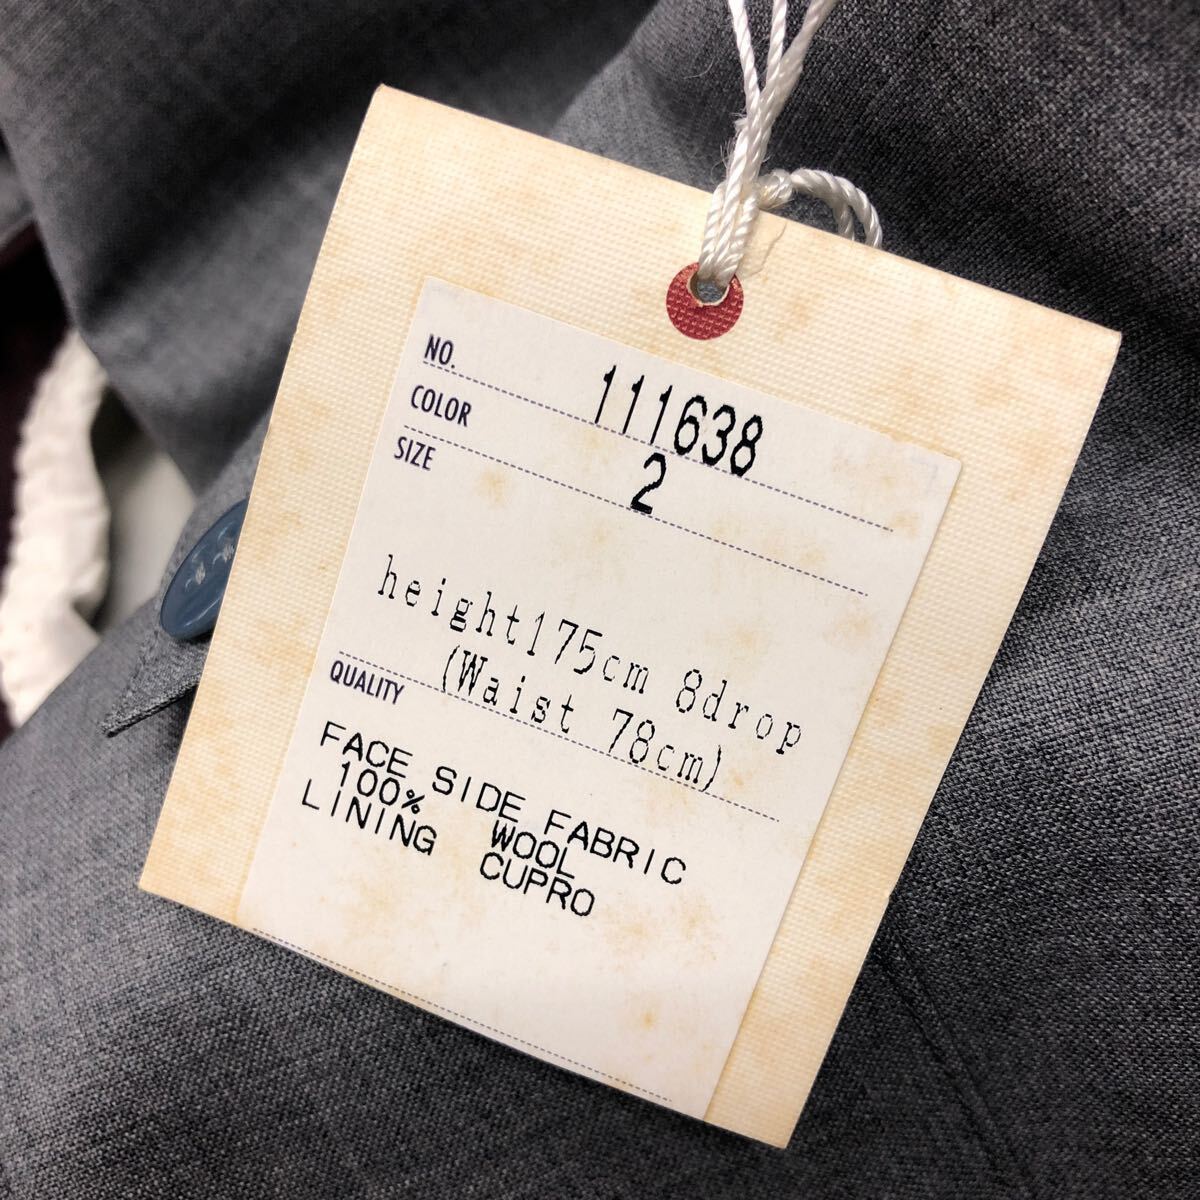 NO. 111638
COLOR 2
SIZE
height175cm 8drop
(Waist 78cm)
QUALITY
FACE SIDE FABRIC
100% WOOL
LINING CUPRO